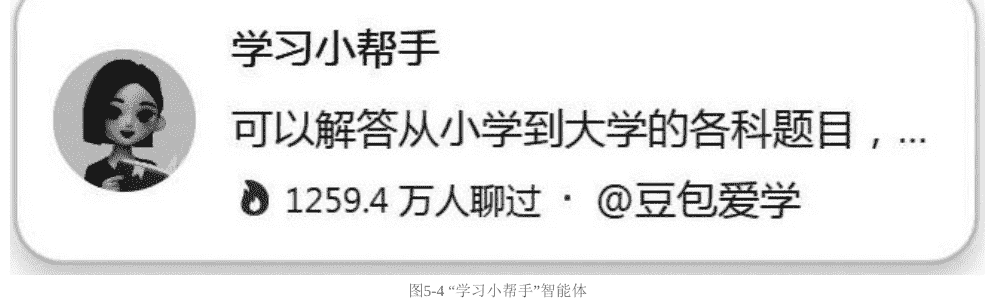 学习小帮手
可以解答从小学到大学的各科题目，...
1259.4 万人聊过 · @豆包爱学
图5-4 “学习小帮手”智能体